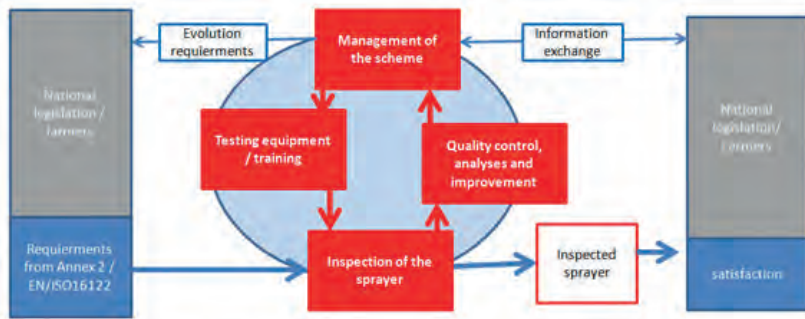 Evolution
requierments
Management of
the scheme
Information
exchange
National
legislation /
farmers
Testing equipment
/ training
Quality control,
analyses and
improvement
National
legislation/
Farmers
Requierments
from Annex 2 /
EN/ISO16122
Inspection of the
sprayer
Inspected
sprayer
satisfaction